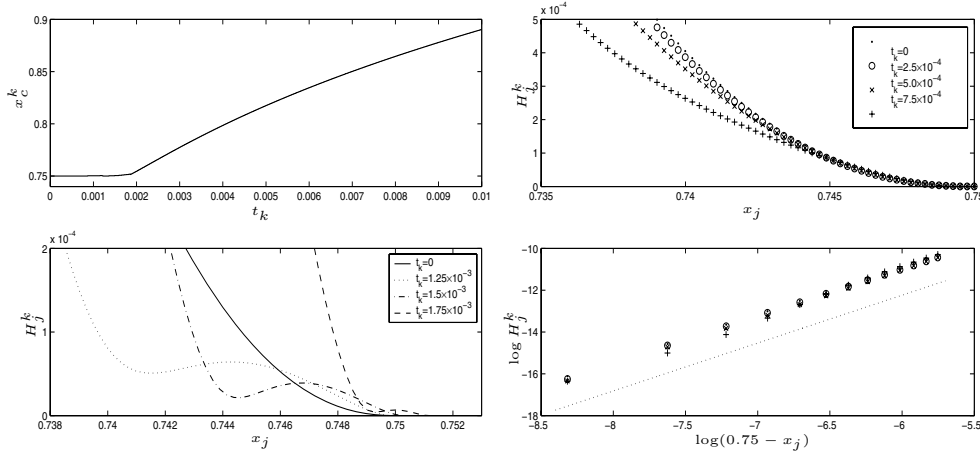 0.9
0.85
0.8
0.75
x_c^k
0 0.001 0.002 0.003 0.004 0.005 0.006 0.007 0.008 0.009 0.01
t_k
x 10^-4
5
4
3
2
1
0
H_j^k
0.735 0.74 0.745 0.75
x_j
t_k=0
t_k=2.5×10^-4
t_k=5.0×10^-4
t_k=7.5×10^-4
x 10^-4
2
1
0
H_j^k
0.738 0.74 0.742 0.744 0.746 0.748 0.75 0.752
x_j
t_k=0
t_k=1.25×10^-3
t_k=1.5×10^-3
t_k=1.75×10^-3
-10
-12
-14
-16
-18
log H_j^k
-8.5 -8 -7.5 -7 -6.5 -6 -5.5
log(0.75 − x_j)